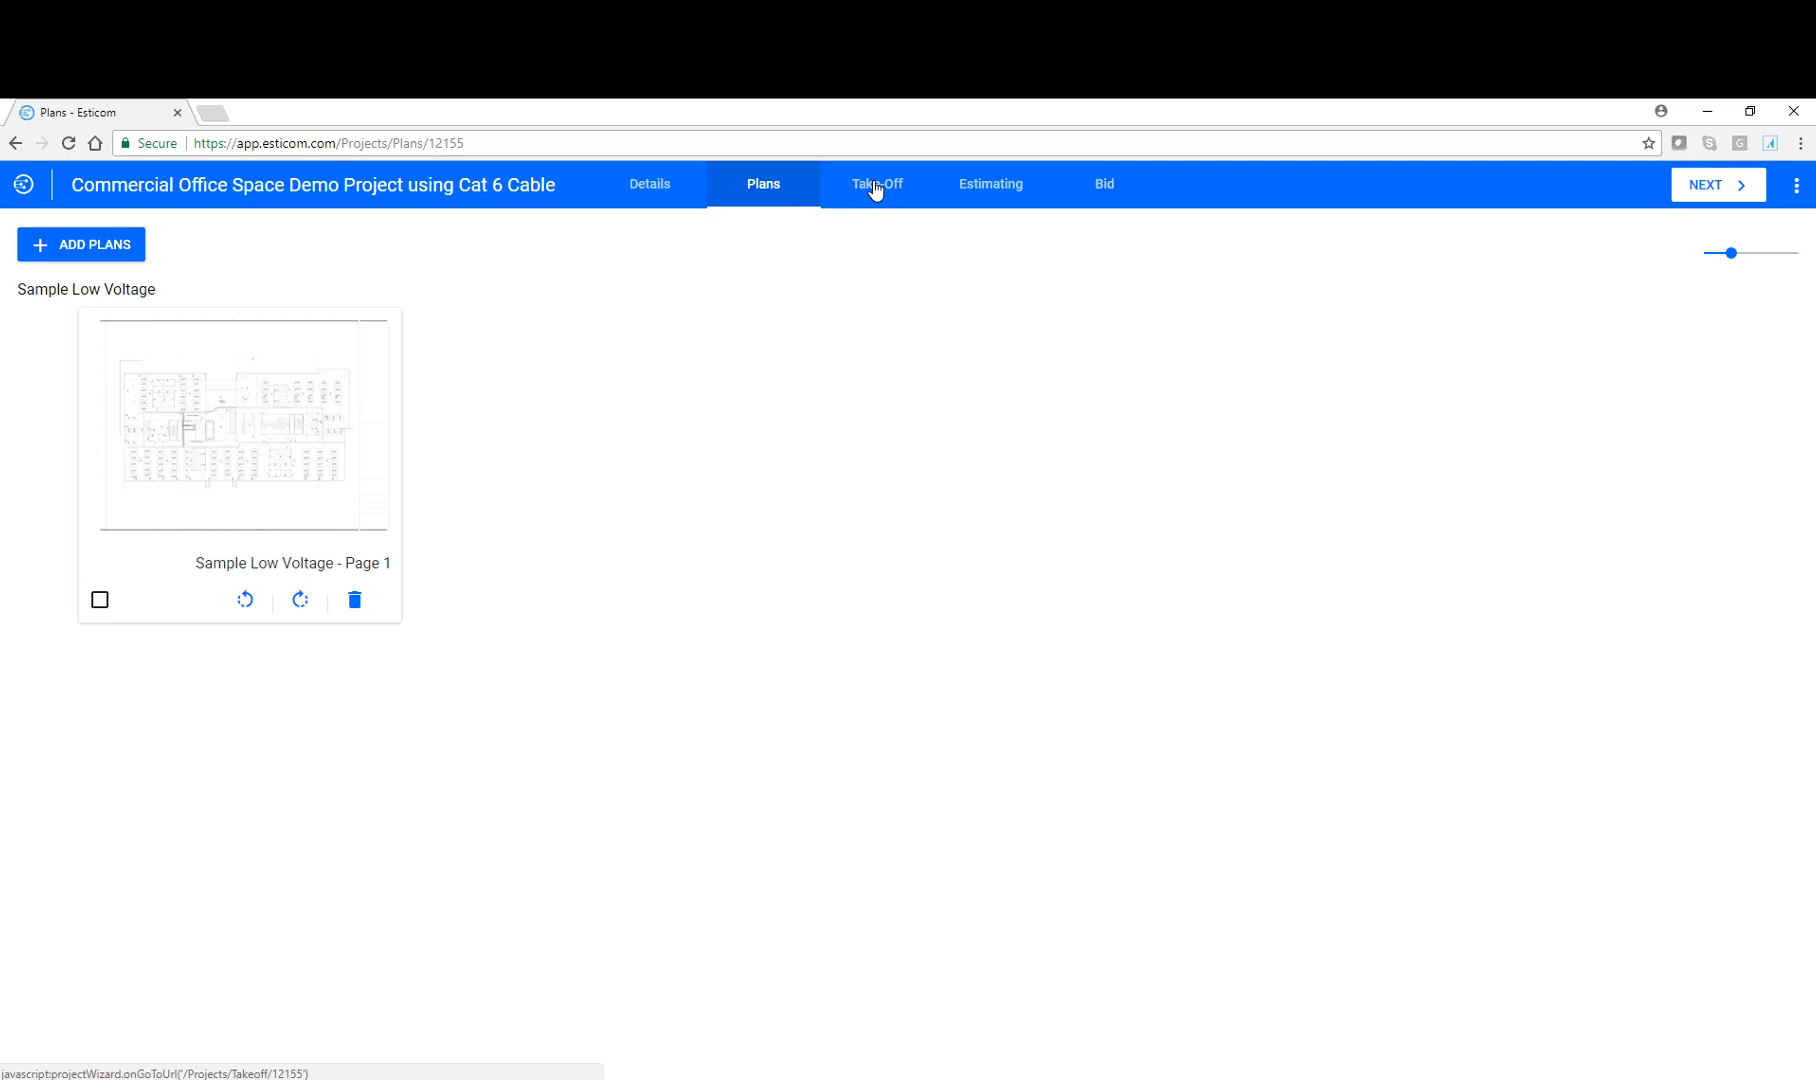 Plans - Esticom
Secure https://app.esticom.com/Projects/Plans/12155
Commercial Office Space Demo Project using Cat 6 Cable Details Plans Take-Off Estimating Bid NEXT
ADD PLANS
Sample Low Voltage
Sample Low Voltage - Page 1
javascript:projectWizard.onGoToUrl('/Projects/Takeoff/12155')